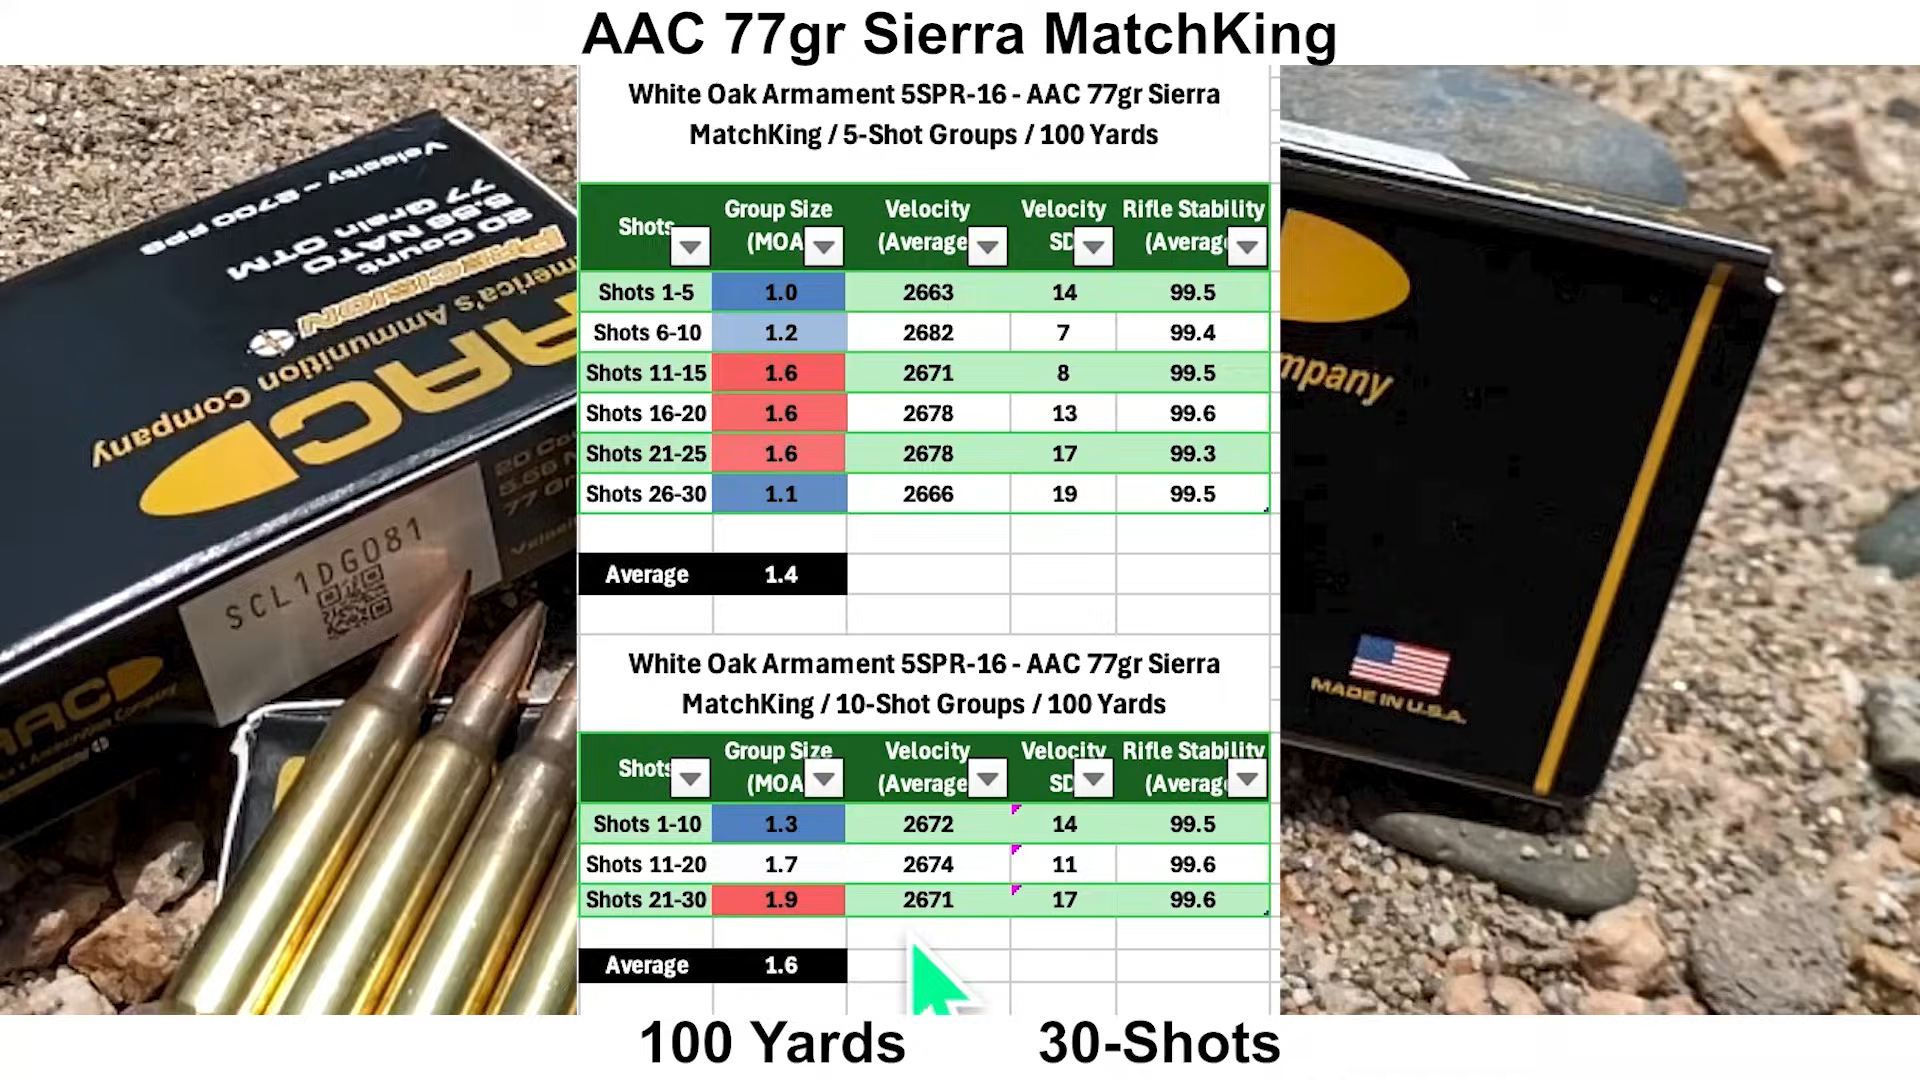 AAC 77gr Sierra MatchKing
White Oak Armament 5SPR-16 - AAC 77gr Sierra
MatchKing / 5-Shot Groups / 100 Yards
Shots Group Size (MOA Velocity (Average Velocity SD Rifle Stability (Averag
Shots 1-5 1.0 2663 14 99.5
Shots 6-10 1.2 2682 7 99.4
Shots 11-15 1.6 2671 8 99.5
Shots 16-20 1.6 2678 13 99.6
Shots 21-25 1.6 2678 17 99.3
Shots 26-30 1.1 2666 19 99.5
Average 1.4
White Oak Armament 5SPR-16 - AAC 77gr Sierra
MatchKing / 10-Shot Groups / 100 Yards
Shots Group Size (MOA Velocity (Average Velocity SD Rifle Stability (Averag
Shots 1-10 1.3 2672 14 99.5
Shots 11-20 1.7 2674 11 99.6
Shots 21-30 1.9 2671 17 99.6
Average 1.6
100 Yards 30-Shots
Velocity - 2700 FPS
77 Grain OTM
5.56 NATO
20 Count
PRECISION
merica's Ammunition Company
AAC
SCL1DG081
AAC
mpany
MADE IN U.S.A.